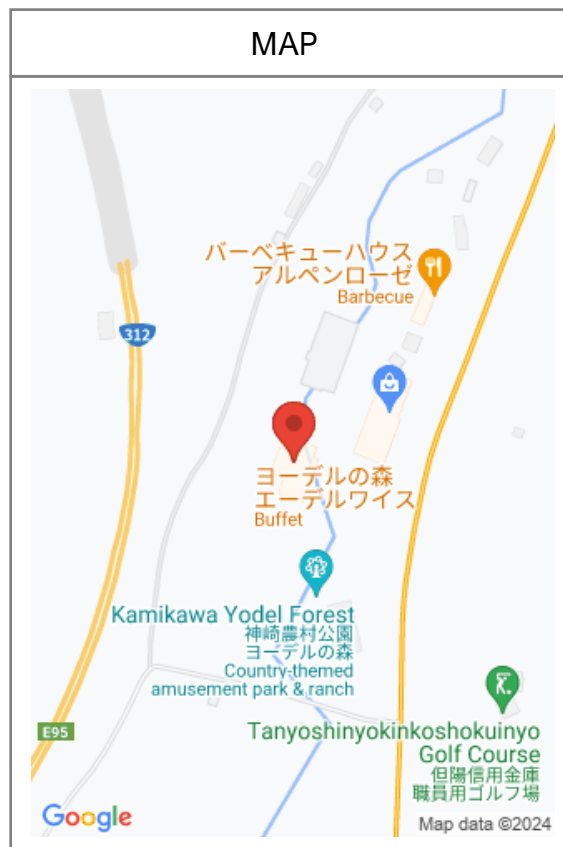 MAP
バーベキューハウス
アルペンローゼ
Barbecue
312
ヨーデルの森
エーデルワイス
Buffet
Kamikawa Yodel Forest
神崎農村公園
ヨーデルの森
Country-themed
amusement park & ranch
E95
Tanyoshinyokinkoshokuinyo
Golf Course
但陽信用金庫
職員用ゴルフ場
Google
Map data ©2024